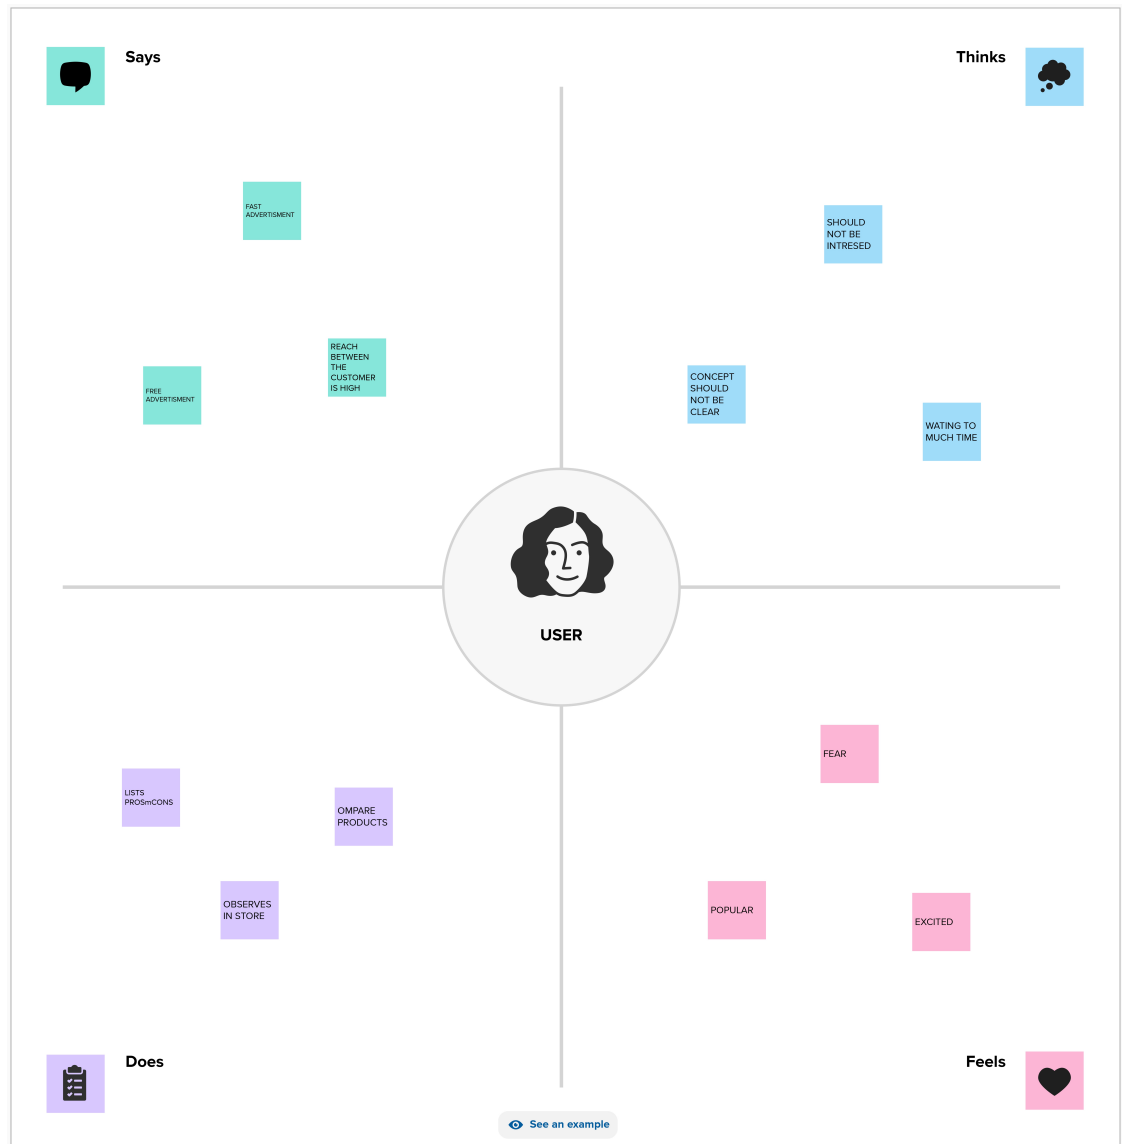 Says
Thinks
FAST
ADVERTISMENT
SHOULD
NOT BE
INTRESED
REACH
BETWEEN
THE
CUSTOMER
IS HIGH
FREE
ADVERTISMENT
CONCEPT
SHOULD
NOT BE
CLEAR
WATING TO
MUCH TIME
USER
FEAR
LISTS
PROSmCONS
OMPARE
PRODUCTS
OBSERVES
IN STORE
POPULAR
EXCITED
Does
Feels
See an example